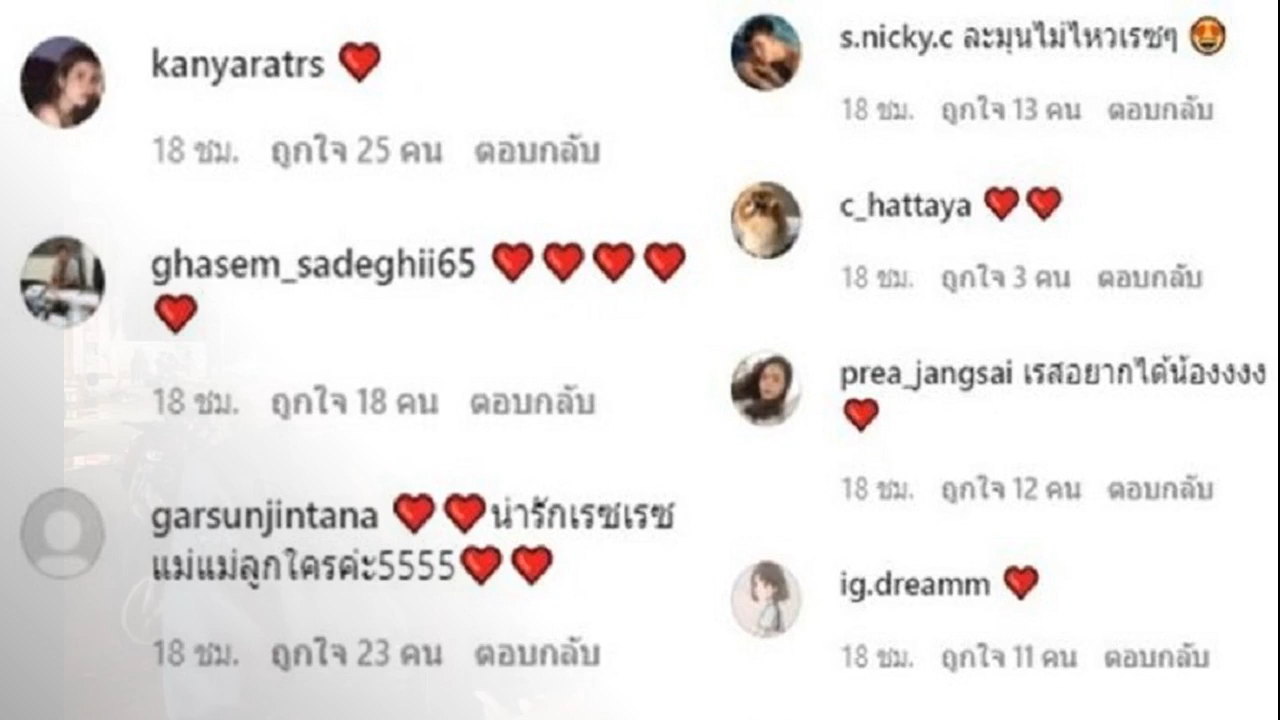 kanyaratrs ❤️
18 ชม. ถูกใจ 25 คน ตอบกลับ
ghasem_sadeghii65 ❤️❤️❤️❤️
❤️
18 ชม. ถูกใจ 18 คน ตอบกลับ
garsunjintana ❤️❤️น่ารักเรซเรซ
แม่แม่ลูกใครค่ะ5555❤️❤️
18 ชม. ถูกใจ 23 คน ตอบกลับ
s.nicky.c ละมุนไม่ไหวเรซๆ 🤩
18 ชม. ถูกใจ 13 คน ตอบกลับ
c_hattaya ❤️❤️
18 ชม. ถูกใจ 3 คน ตอบกลับ
prea_jangsai เรสอยากได้น้องงงง
❤️
18 ชม. ถูกใจ 12 คน ตอบกลับ
ig.dreamm ❤️
18 ชม. ถูกใจ 11 คน ตอบกลับ